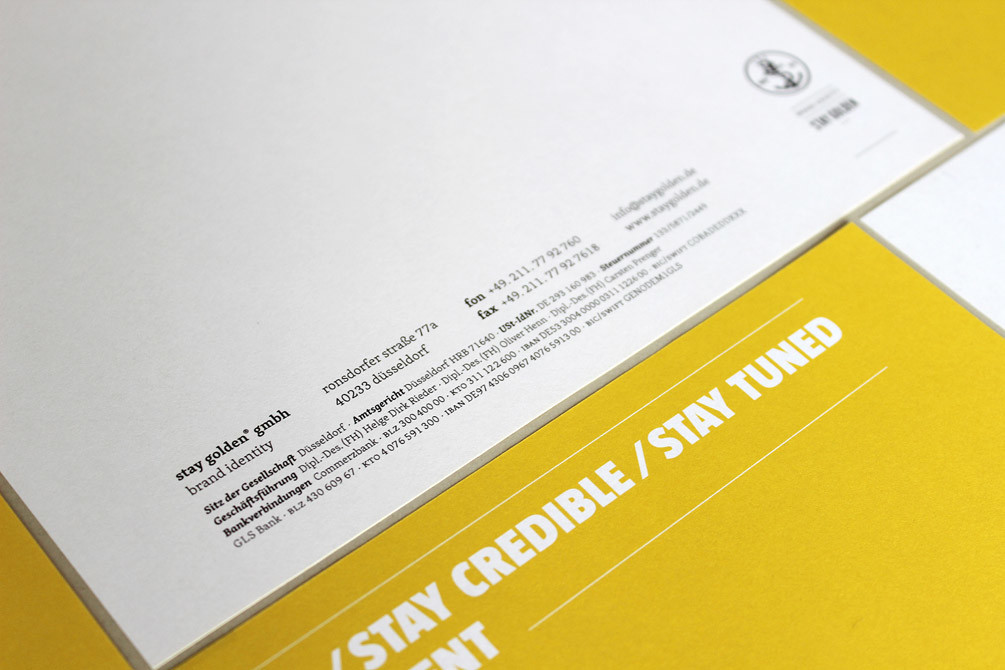 STAY GOLDEN
stay golden® gmbh
brand identity
ronsdorfer straße 77a
40233 düsseldorf
fon +49. 211. 77 92 760
fax +49. 211. 77 92 7618
info@staygolden.de
www.staygolden.de
Sitz der Gesellschaft Düsseldorf · Amtsgericht Düsseldorf HRB 71640 · USt-IdNr. DE 293 160 983 · Steuernummer 133/5871/2449
Geschäftsführung Dipl.-Des. (FH) Helge Dirk Rieder · Dipl.-Des. (FH) Oliver Henn · Dipl.-Des. (FH) Carsten Prenger
Bankverbindungen Commerzbank · BLZ 300 400 00 · KTO 311 122 600 · IBAN DE53 3004 0000 0311 1226 00 · BIC/SWIFT COBADEDDXXX
GLS Bank · BLZ 430 609 67 · KTO 4 076 591 300 · IBAN DE97 4306 0967 4076 5913 00 · BIC/SWIFT GENODEM1GLS
/ STAY CREDIBLE / STAY TUNED
ENT